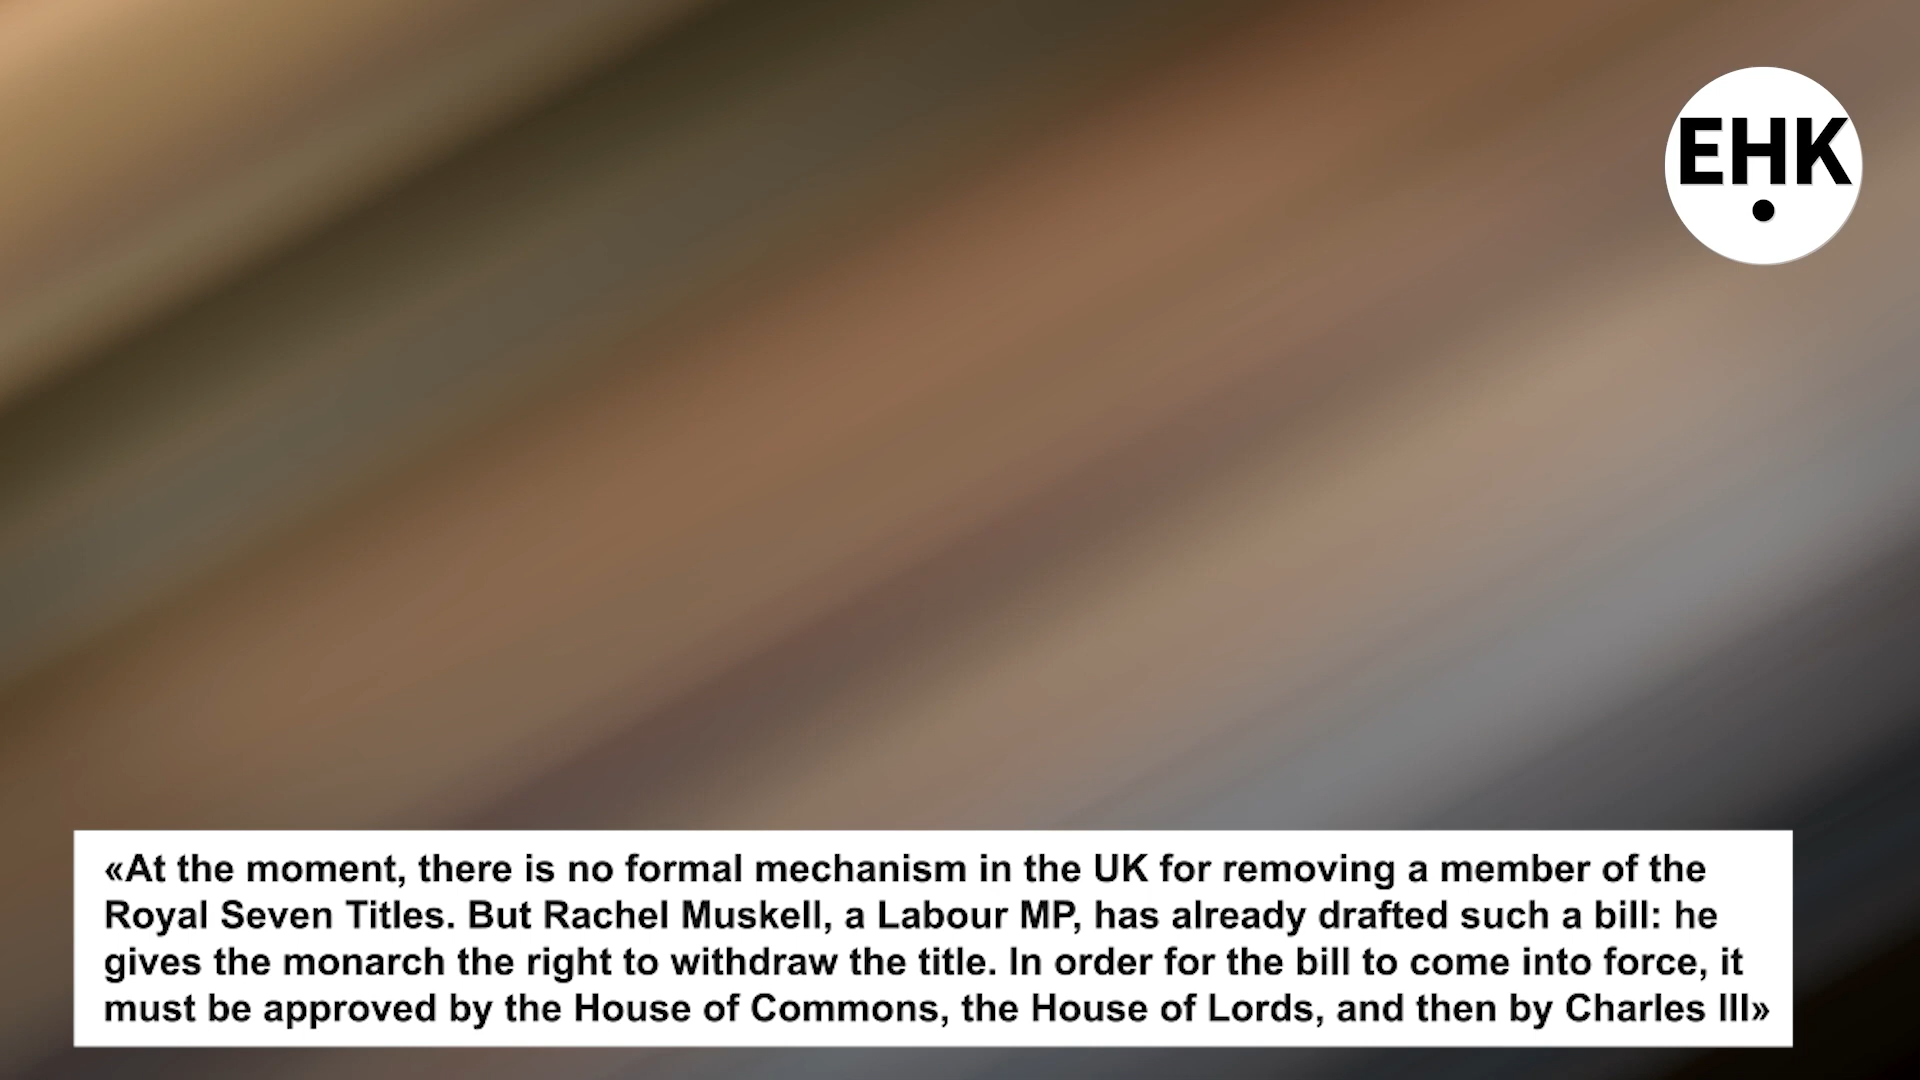 EHK
«At the moment, there is no formal mechanism in the UK for removing a member of the
Royal Seven Titles. But Rachel Muskell, a Labour MP, has already drafted such a bill: he
gives the monarch the right to withdraw the title. In order for the bill to come into force, it
must be approved by the House of Commons, the House of Lords, and then by Charles III»